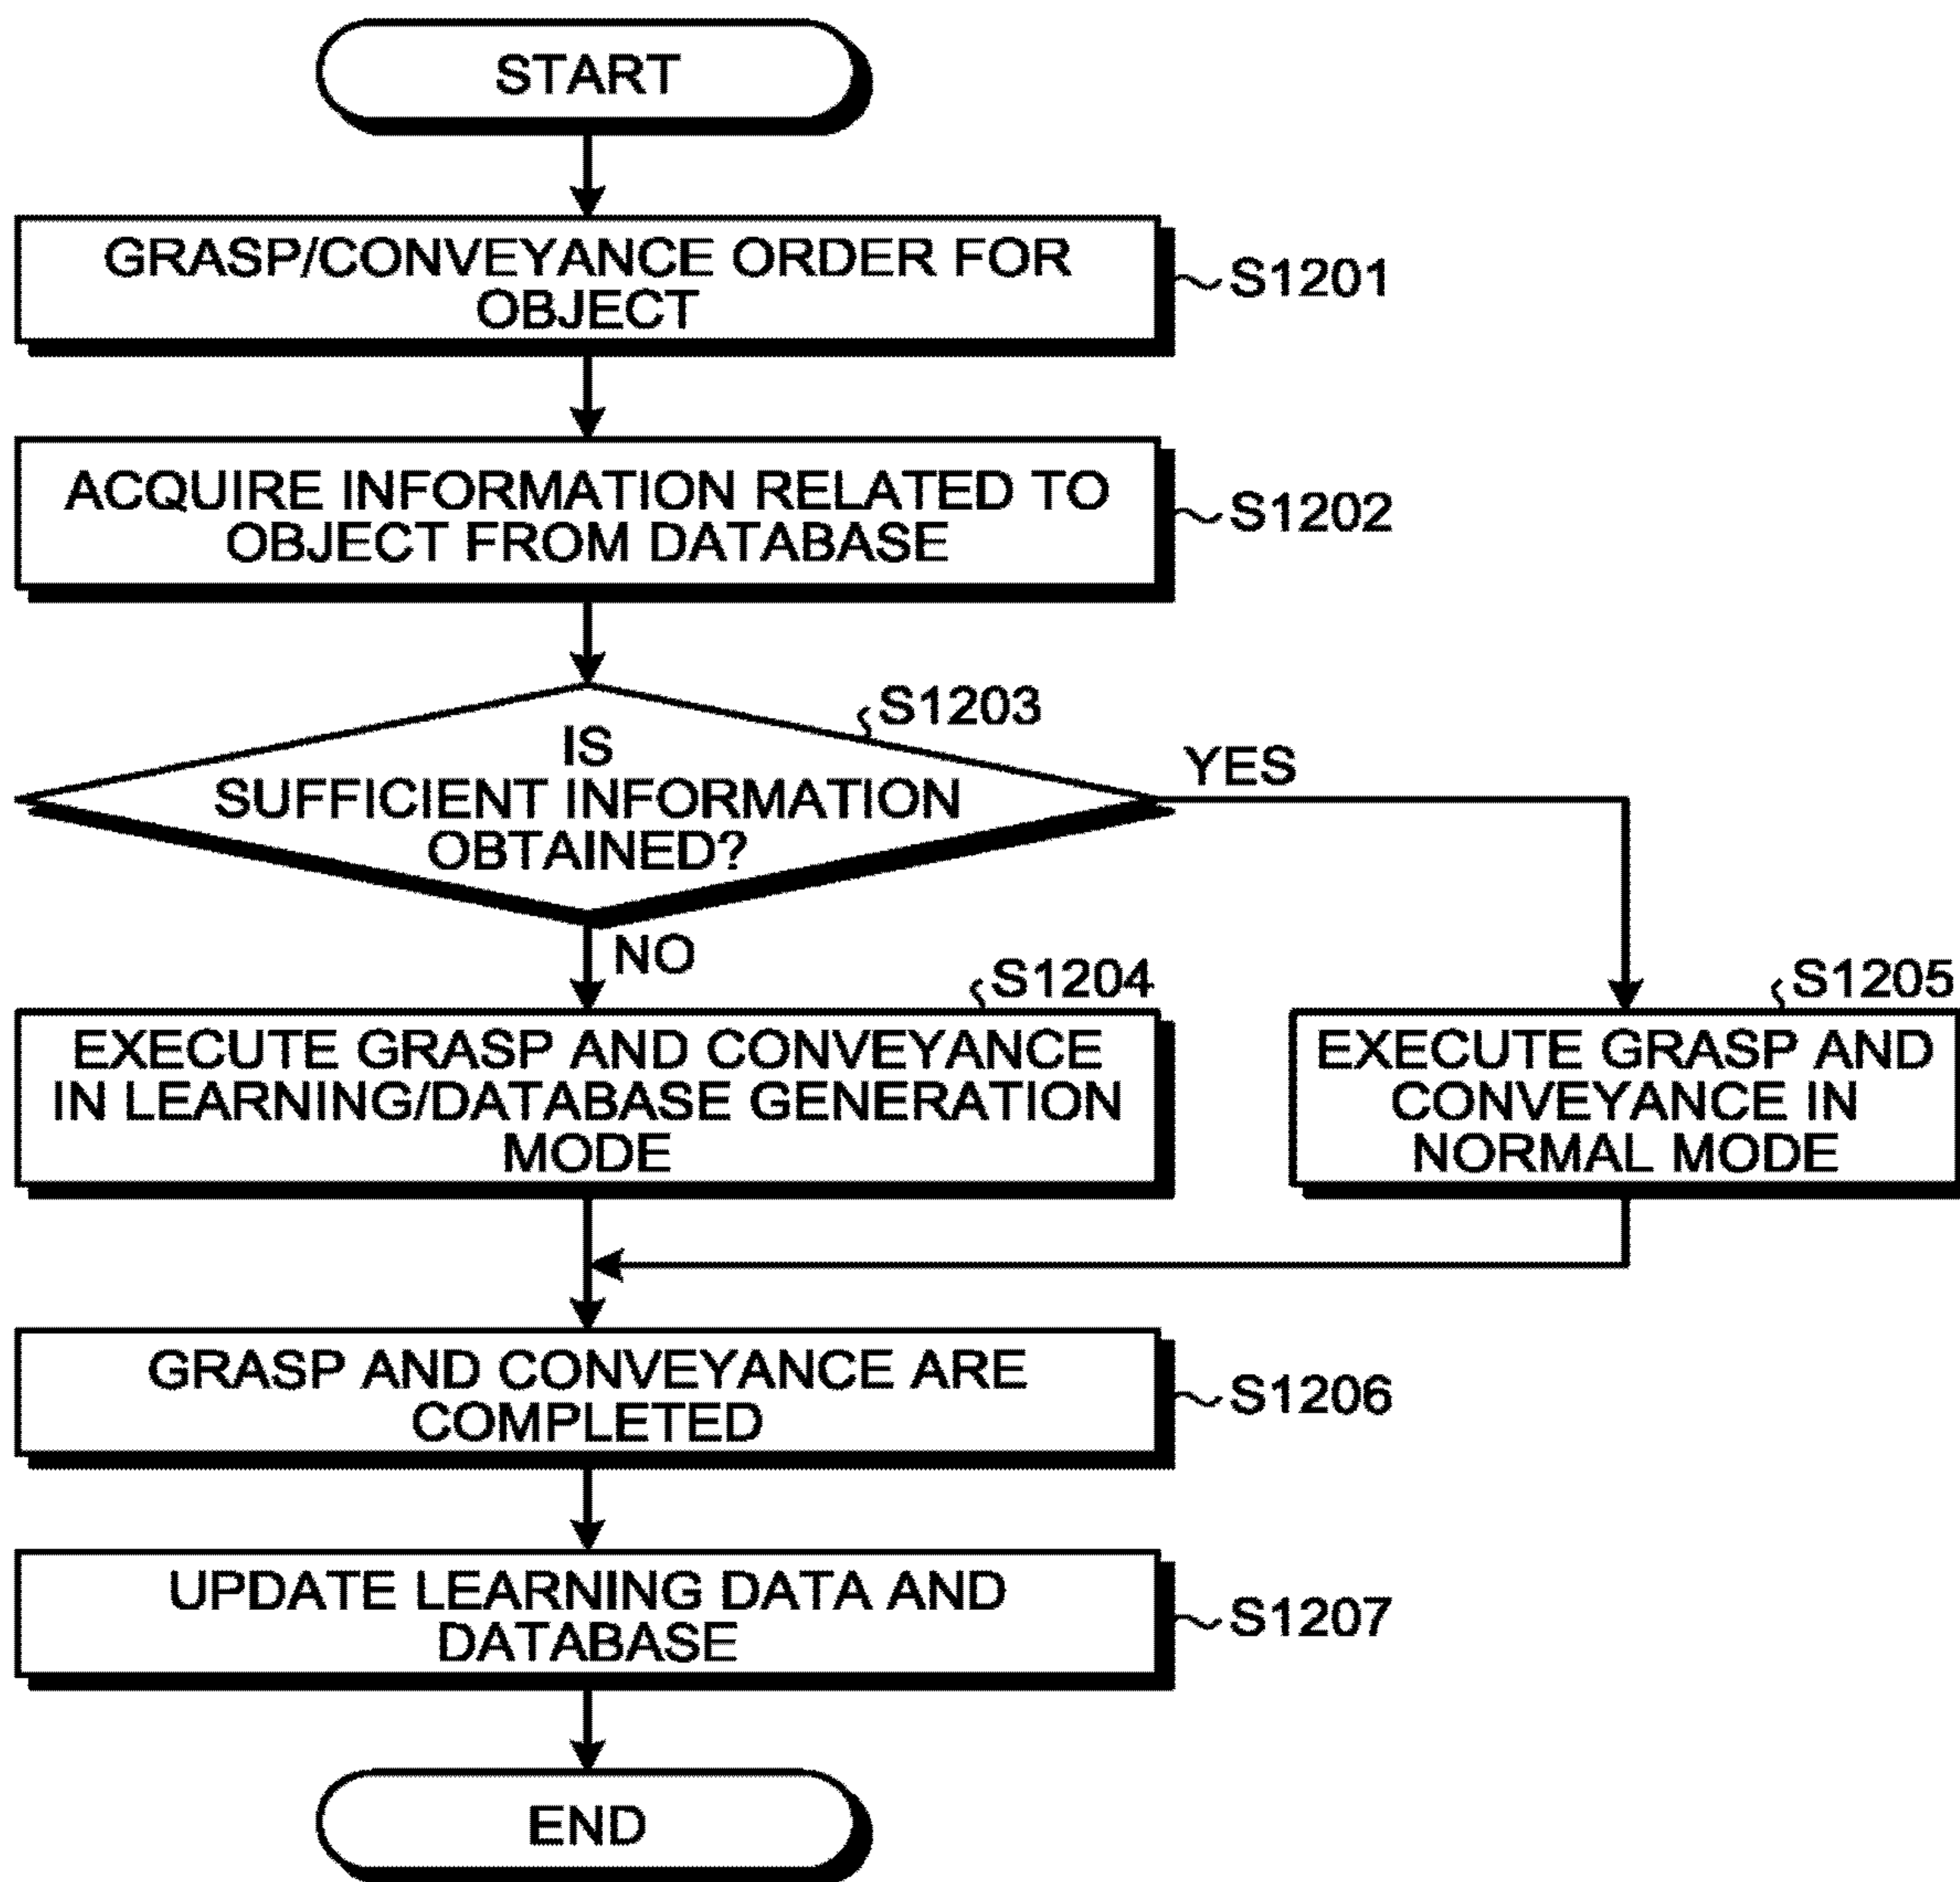 START
GRASP/CONVEYANCE ORDER FOR
OBJECT
S1201
ACQUIRE INFORMATION RELATED TO
OBJECT FROM DATABASE
S1202
S1203
IS
SUFFICIENT INFORMATION
OBTAINED?
YES
NO
S1204
EXECUTE GRASP AND CONVEYANCE
IN LEARNING/DATABASE GENERATION
MODE
S1205
EXECUTE GRASP AND
CONVEYANCE IN
NORMAL MODE
GRASP AND CONVEYANCE ARE
COMPLETED
S1206
UPDATE LEARNING DATA AND
DATABASE
S1207
END